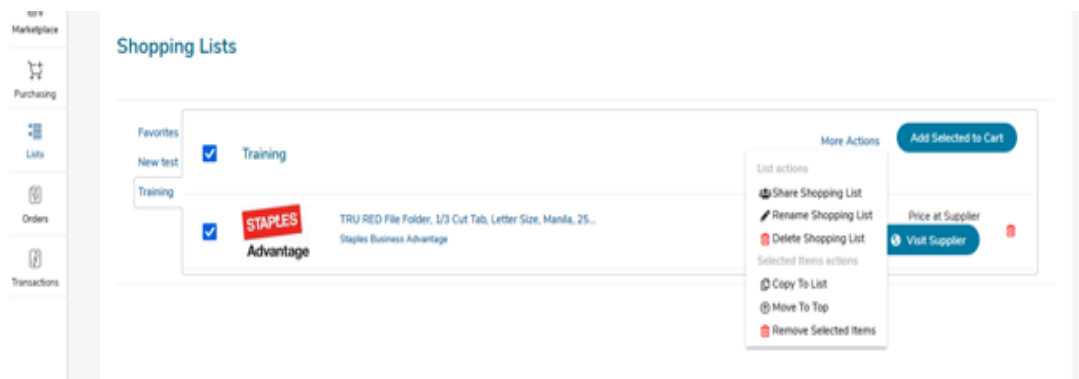 Marketplace
Purchasing
Lists
Orders
Transactions
Shopping Lists
Favorites
New test
Training
Training
More Actions
Add Selected to Cart
List actions
Share Shopping List
Rename Shopping List
Delete Shopping List
Selected Items actions
Copy To List
Move To Top
Remove Selected Items
STAPLES
Advantage
TRU RED File Folder, 1/3 Cut Tab, Letter Size, Manila, 25...
Staples Business Advantage
Price at Supplier
Visit Supplier